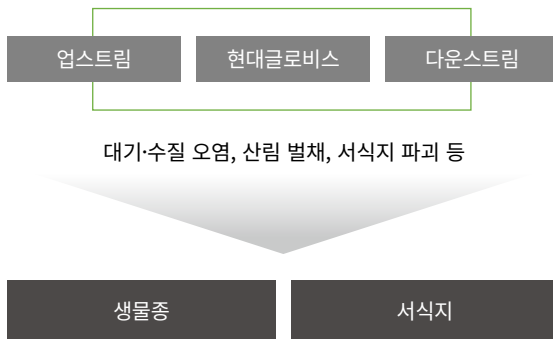 업스트림 현대글로비스 다운스트림
대기·수질 오염, 산림 벌채, 서식지 파괴 등
생물종 서식지